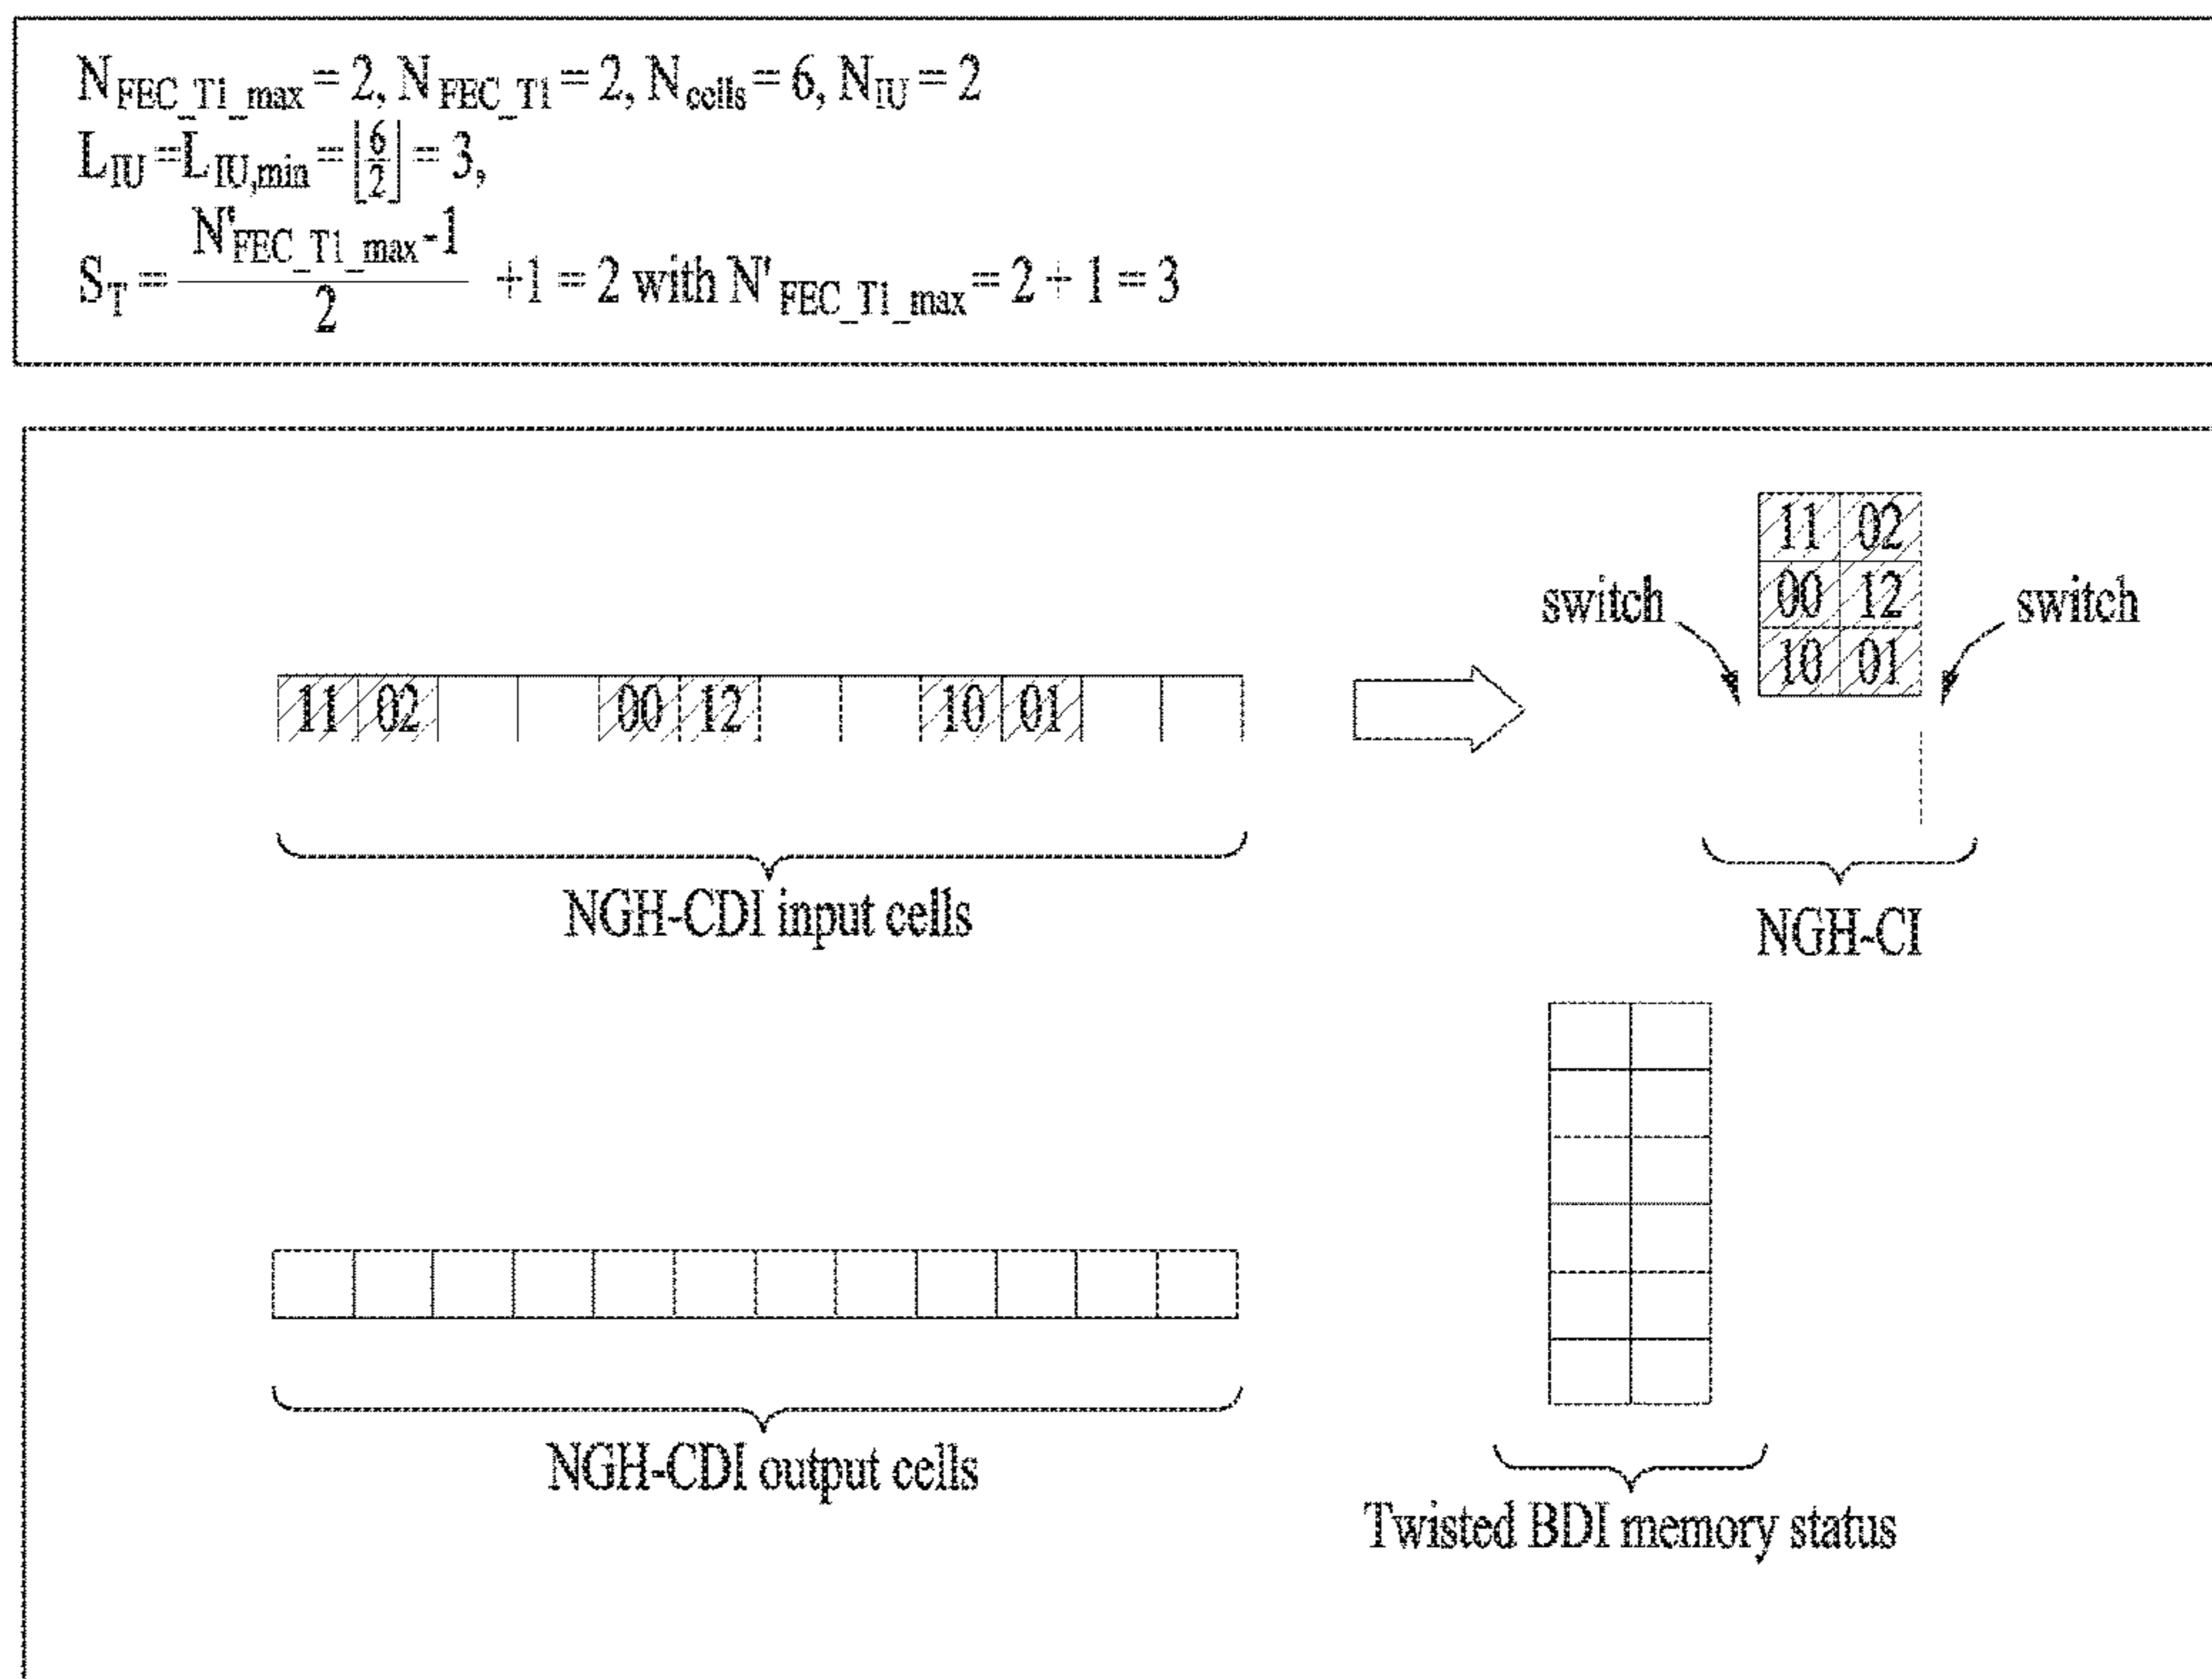 N_FEC_TI_max = 2, N_FEC_TI = 2, N_cells = 6, N_IU = 2
L_IU = L_IU,min = ⌊6/2⌋ = 3,
S_T = (N'_FEC_TI_max - 1)/2 + 1 = 2 with N'_FEC_TI_max = 2 + 1 = 3
11 02
switch 00 12 switch
10 01
11 02 00 12 10 01
NGH-CDI input cells
NGH-CI
NGH-CDI output cells
Twisted BDI memory status